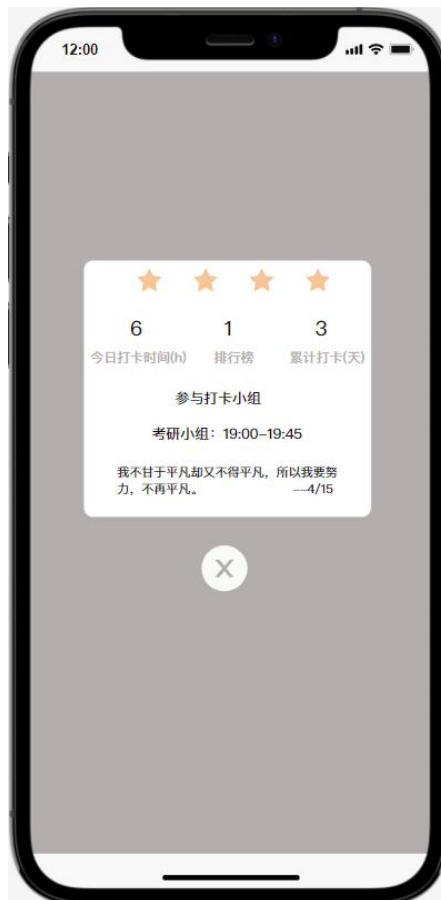 12:00
6 1 3
今日打卡时间(h) 排行榜 累计打卡(天)
参与打卡小组
考研小组：19:00–19:45
我不甘于平凡却又不得平凡，所以我要努
力，不再平凡。 —4/15
X